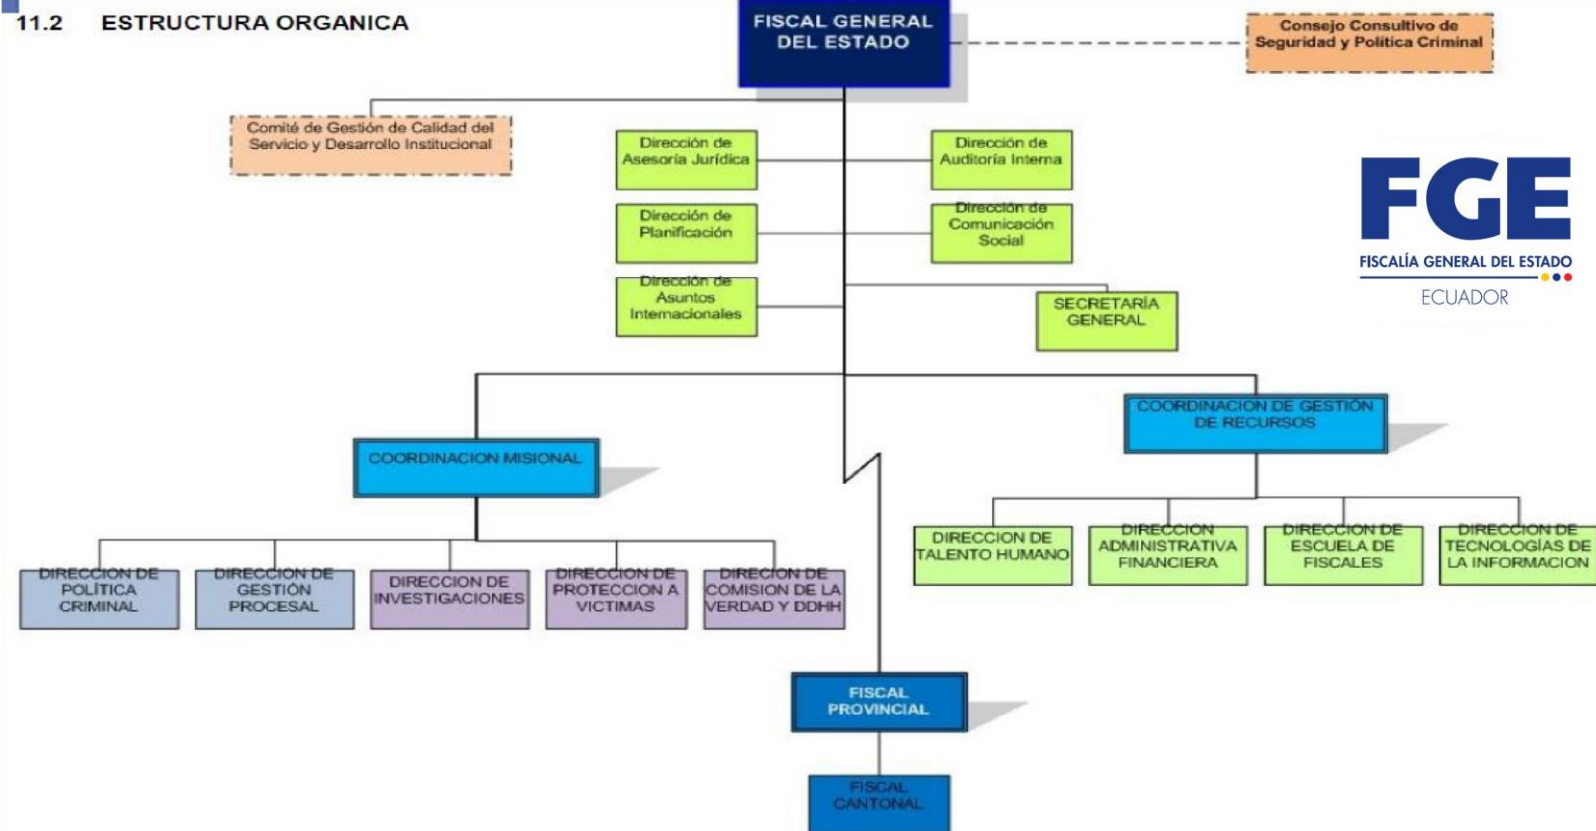 11.2 ESTRUCTURA ORGANICA
FISCAL GENERAL
DEL ESTADO
Consejo Consultivo de
Seguridad y Política Criminal
Comité de Gestión de Calidad del
Servicio y Desarrollo Institucional
Dirección de
Asesoría Jurídica
Dirección de
Auditoría Interna
Dirección de
Planificación
Dirección de
Comunicación
Social
Dirección de
Asuntos
Internacionales
SECRETARÍA
GENERAL
FGE
FISCALÍA GENERAL DEL ESTADO
ECUADOR
COORDINACION MISIONAL
COORDINACION DE GESTIÓN
DE RECURSOS
DIRECCION DE
POLÍTICA
CRIMINAL
DIRECCION DE
GESTIÓN
PROCESAL
DIRECCION DE
INVESTIGACIONES
DIRECCION DE
PROTECCION A
VICTIMAS
DIRECION DE
COMISION DE LA
VERDAD Y DDHH
DIRECCION DE
TALENTO HUMANO
DIRECCION
ADMINISTRATIVA
FINANCIERA
DIRECCION DE
ESCUELA DE
FISCALES
DIRECCION DE
TECNOLOGÍAS DE
LA INFORMACION
FISCAL
PROVINCIAL
FISCAL
CANTONAL